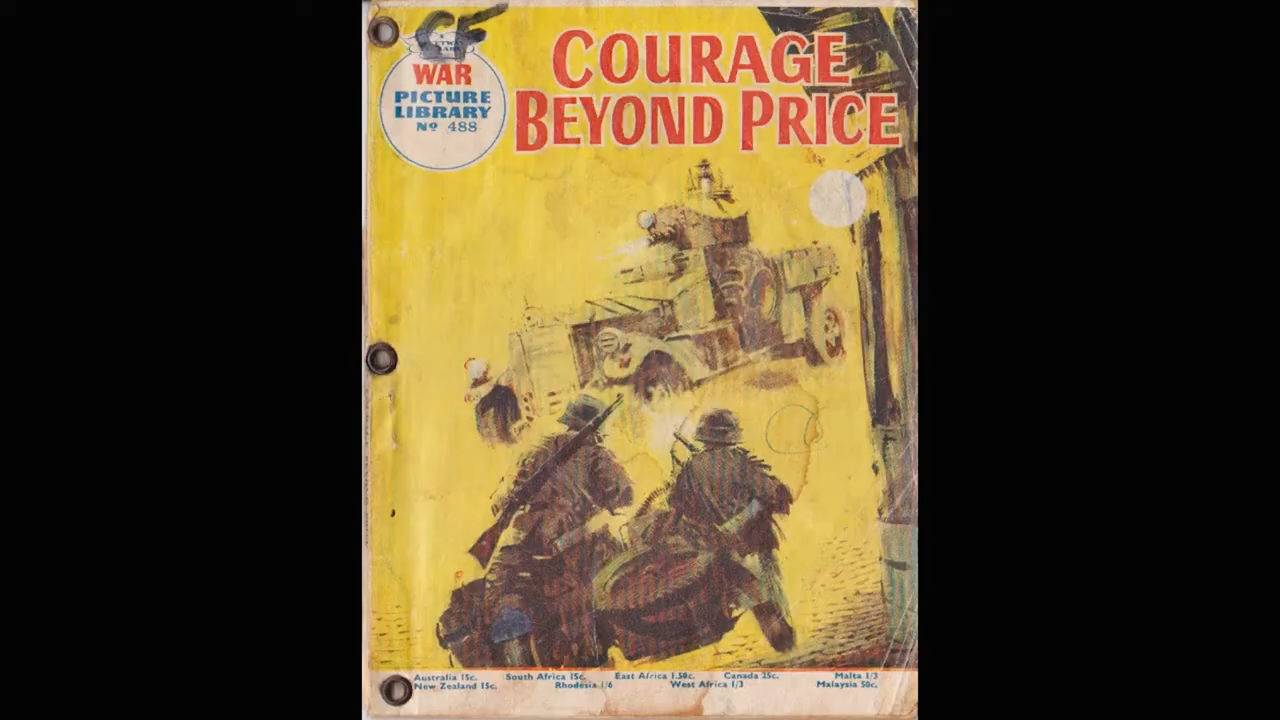 WAR
PICTURE
LIBRARY
Nº 488
COURAGE
BEYOND PRICE
Australia 15c. South Africa 15c. East Africa 1.50c. Canada 25c. Malta 1/3
New Zealand 15c. Rhodesia 1/6 West Africa 1/3 Malaysia 50c.